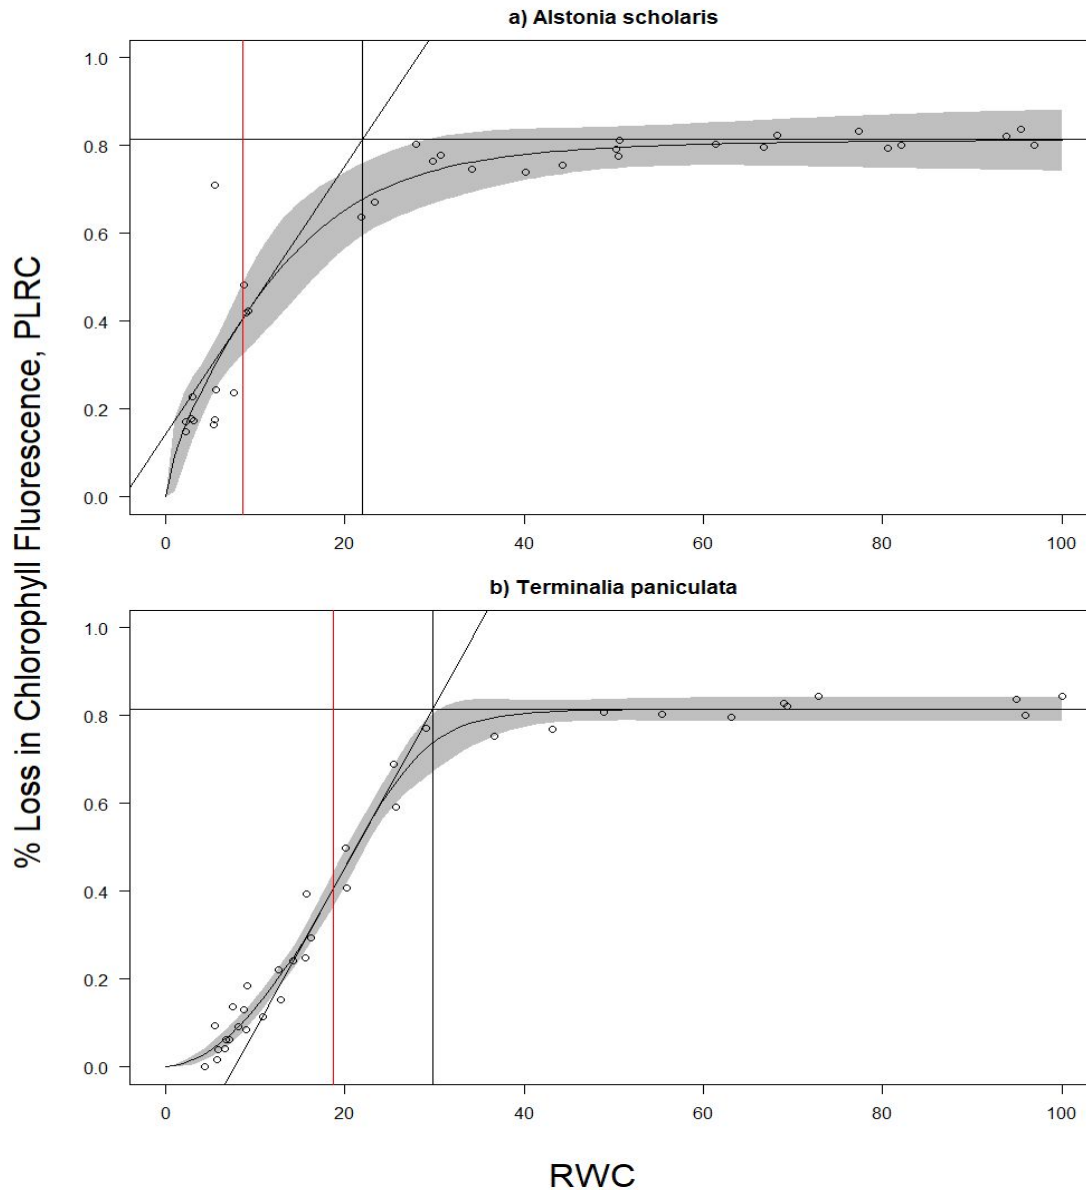 a) Alstonia scholaris
1.0
0.8
0.6
0.4
0.2
0.0
0 20 40 60 80 100
% Loss in Chlorophyll Fluorescence, PLRC
b) Terminalia paniculata
1.0
0.8
0.6
0.4
0.2
0.0
0 20 40 60 80 100
RWC